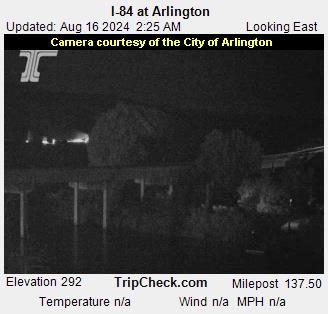 I-84 at Arlington
Updated: Aug 16 2024 2:25 AM Looking East
Camera courtesy of the City of Arlington
Elevation 292 TripCheck.com Milepost 137.50
Temperature n/a Wind n/a MPH n/a